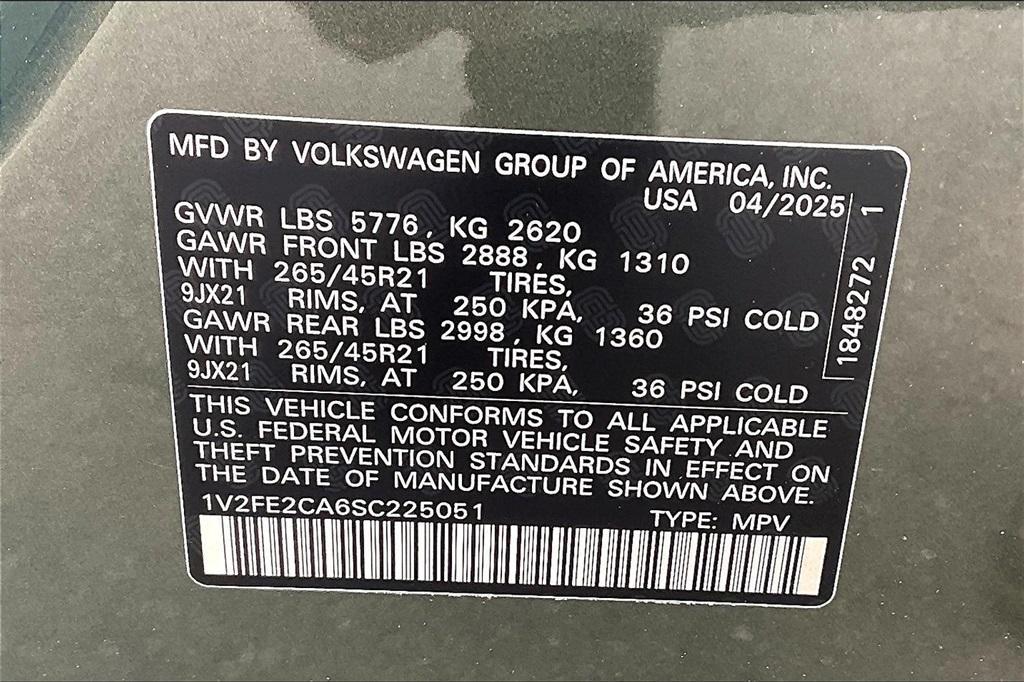 MFD BY VOLKSWAGEN GROUP OF AMERICA, INC.
USA 04/2025
GVWR LBS 5776, KG 2620
GAWR FRONT LBS 2888, KG 1310
WITH 265/45R21 TIRES,
9JX21 RIMS, AT 250 KPA, 36 PSI COLD
GAWR REAR LBS 2998, KG 1360
WITH 265/45R21 TIRES,
9JX21 RIMS, AT 250 KPA, 36 PSI COLD
1848272 1
THIS VEHICLE CONFORMS TO ALL APPLICABLE
U.S. FEDERAL MOTOR VEHICLE SAFETY AND
THEFT PREVENTION STANDARDS IN EFFECT ON
THE DATE OF MANUFACTURE SHOWN ABOVE.
1V2FE2CA6SC225051 TYPE: MPV